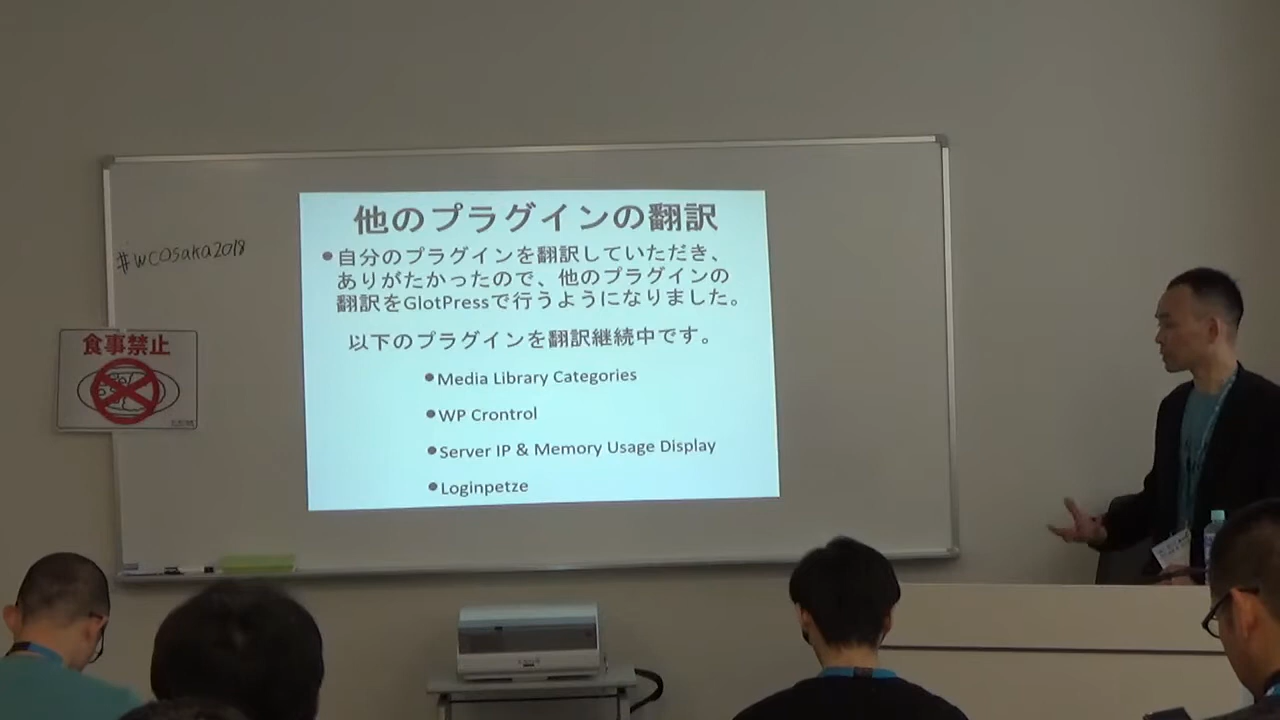 他のプラグインの翻訳
●自分のプラグインを翻訳していただき、
ありがたかったので、他のプラグインの
翻訳をGlotPressで行うようになりました。
以下のプラグインを翻訳継続中です。
●Media Library Categories
●WP Crontrol
●Server IP & Memory Usage Display
●Loginpetze
#WCOsaka2018
食事禁止